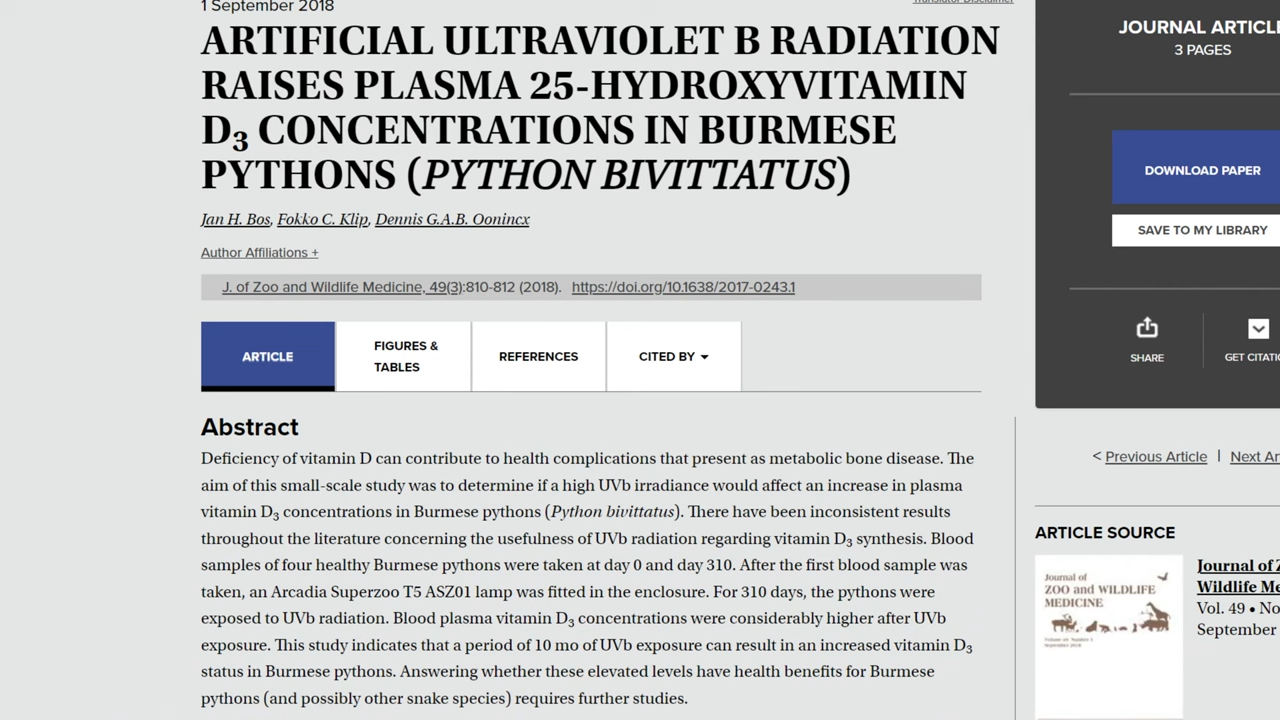 1 September 2018
Translator Disclaimer
ARTIFICIAL ULTRAVIOLET B RADIATION
RAISES PLASMA 25-HYDROXYVITAMIN
D3 CONCENTRATIONS IN BURMESE
PYTHONS (PYTHON BIVITTATUS)
Jan H. Bos, Fokko C. Klip, Dennis G.A.B. Oonincx
Author Affiliations +
J. of Zoo and Wildlife Medicine, 49(3):810-812 (2018). https://doi.org/10.1638/2017-0243.1
ARTICLE
FIGURES &
TABLES
REFERENCES
CITED BY
Abstract
Deficiency of vitamin D can contribute to health complications that present as metabolic bone disease. The
aim of this small-scale study was to determine if a high UVb irradiance would affect an increase in plasma
vitamin D3 concentrations in Burmese pythons (Python bivittatus). There have been inconsistent results
throughout the literature concerning the usefulness of UVb radiation regarding vitamin D3 synthesis. Blood
samples of four healthy Burmese pythons were taken at day 0 and day 310. After the first blood sample was
taken, an Arcadia Superzoo T5 ASZ01 lamp was fitted in the enclosure. For 310 days, the pythons were
exposed to UVb radiation. Blood plasma vitamin D3 concentrations were considerably higher after UVb
exposure. This study indicates that a period of 10 mo of UVb exposure can result in an increased vitamin D3
status in Burmese pythons. Answering whether these elevated levels have health benefits for Burmese
pythons (and possibly other snake species) requires further studies.
JOURNAL ARTICL
3 PAGES
DOWNLOAD PAPER
SAVE TO MY LIBRARY
SHARE
GET CITATIO
< Previous Article | Next Ar
ARTICLE SOURCE
Journal of
ZOO and WILDLIFE
MEDICINE
Journal of Z
Wildlife Me
Vol. 49 • No
September